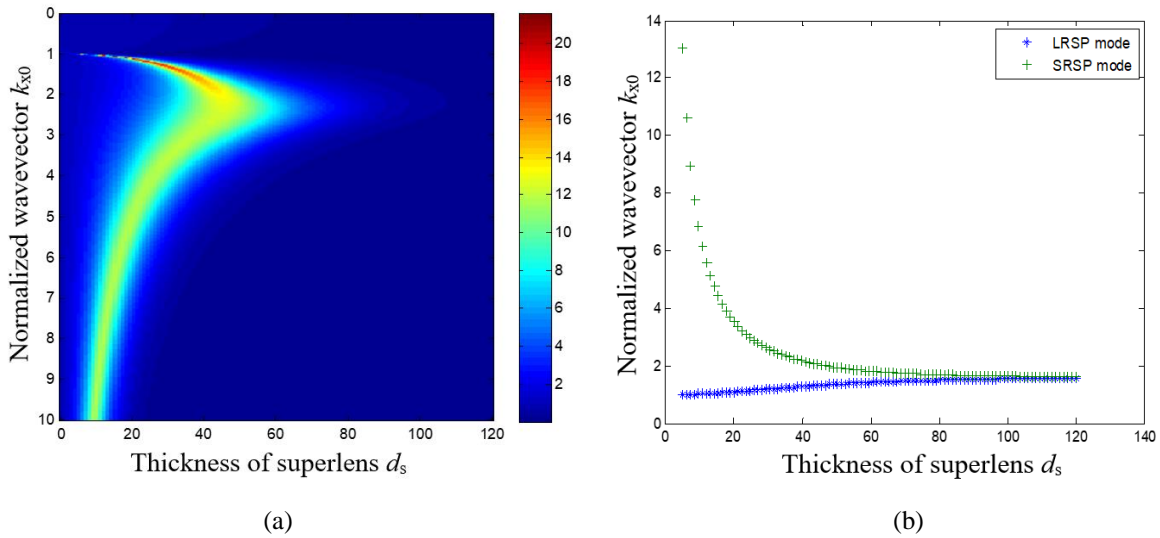 0
1
2
3
4
5
6
7
8
9
10
0 20 40 60 80 100 120
Normalized wavevector kx0
Thickness of superlens ds
20
18
16
14
12
10
8
6
4
2
(a)
14
12
10
8
6
4
2
0
0 20 40 60 80 100 120 140
Normalized wavevector kx0
Thickness of superlens ds
LRSP mode
SRSP mode
(b)